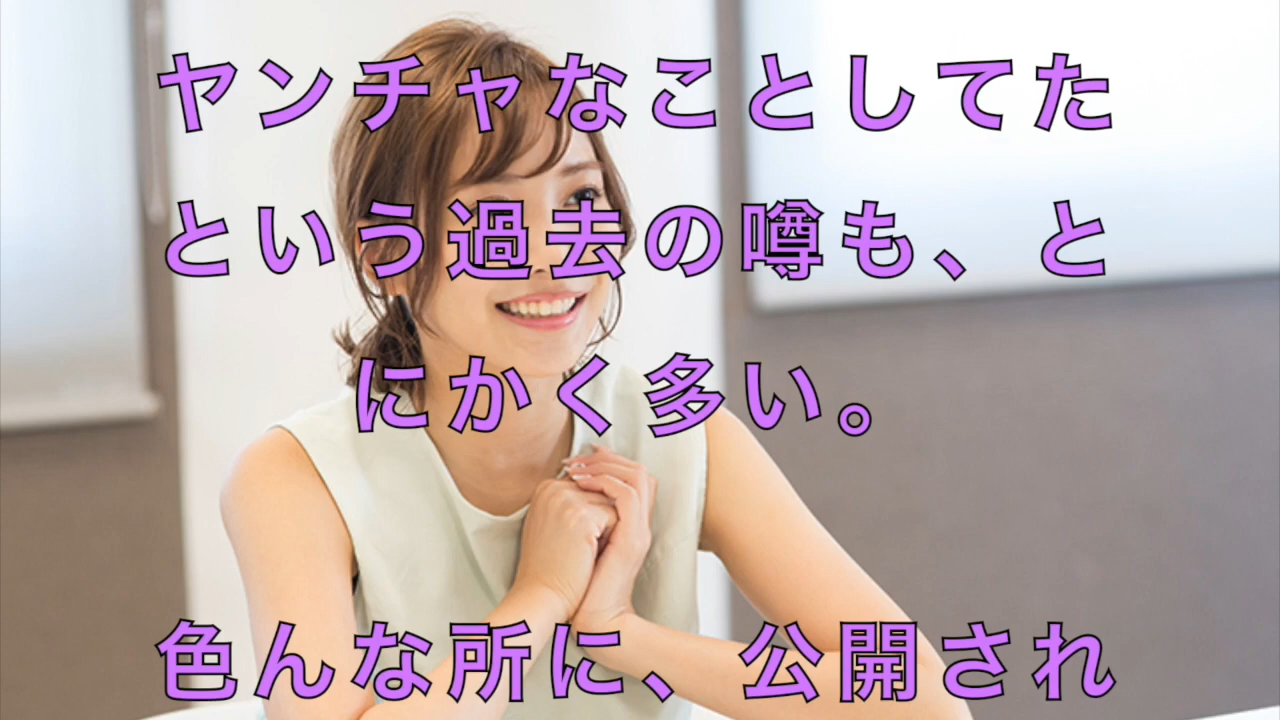 ヤンチャなことしてた
という過去の噂も、と
にかく多い。
色んな所に、公開され